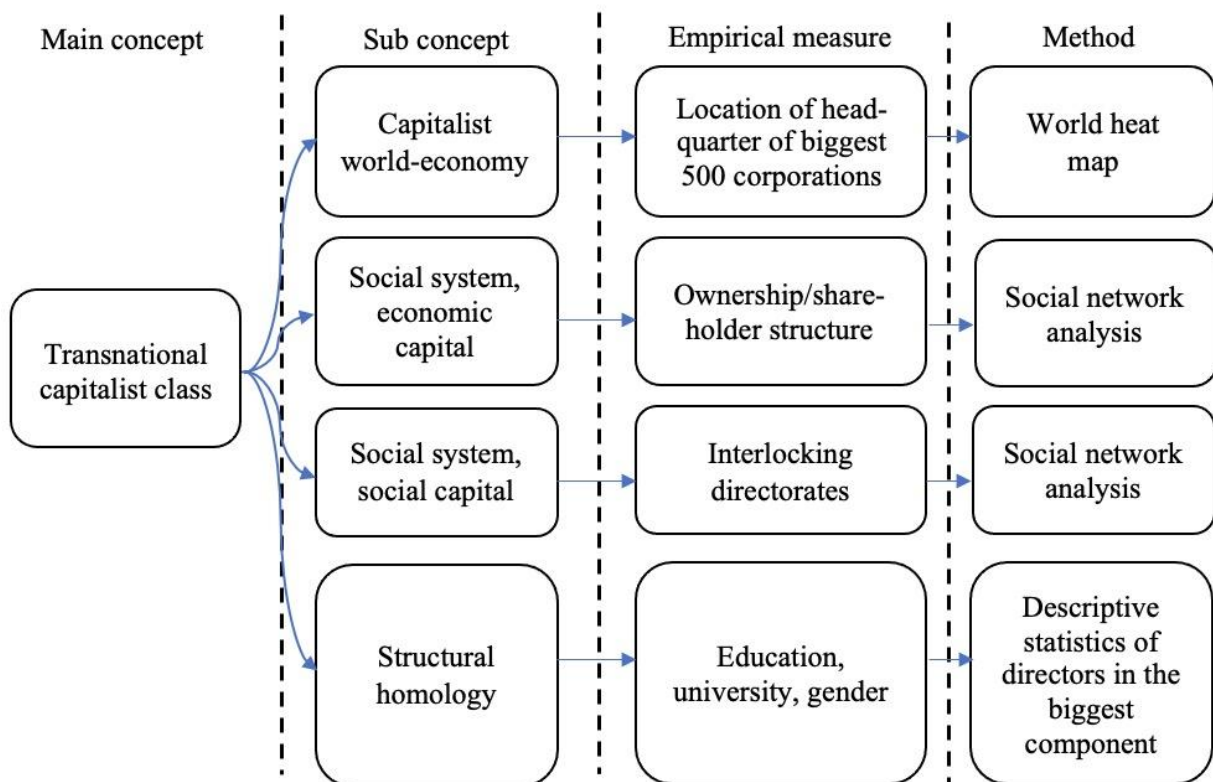 Main concept
Sub concept
Empirical measure
Method
Transnational
capitalist class
Capitalist
world-economy
Location of head-
quarter of biggest
500 corporations
World heat
map
Social system,
economic
capital
Ownership/share-
holder structure
Social network
analysis
Social system,
social capital
Interlocking
directorates
Social network
analysis
Structural
homology
Education,
university, gender
Descriptive
statistics of
directors in the
biggest
component